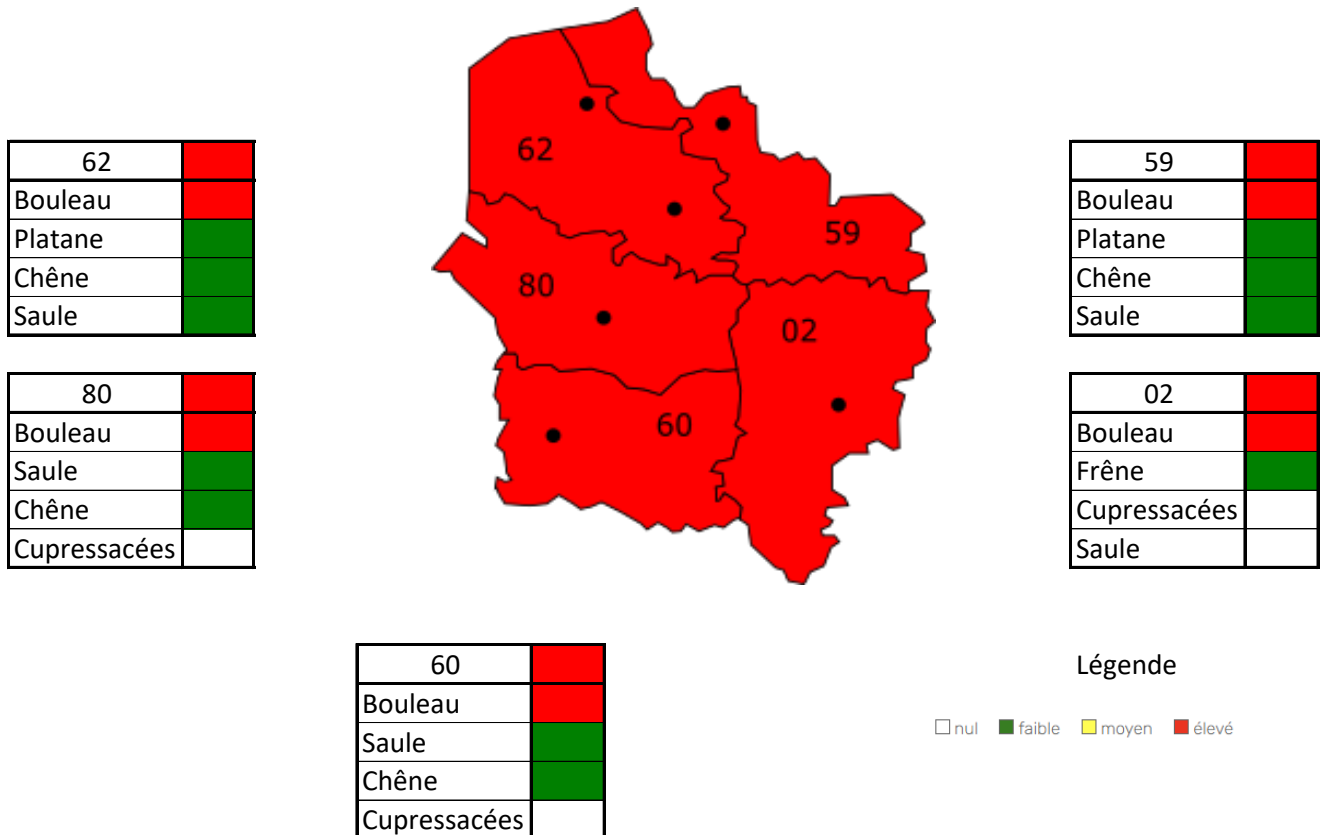 62
Bouleau
Platane
Chêne
Saule
80
Bouleau
Saule
Chêne
Cupressacées
62
59
80
02
60
59
Bouleau
Platane
Chêne
Saule
02
Bouleau
Frêne
Cupressacées
Saule
60
Bouleau
Saule
Chêne
Cupressacées
Légende
nul faible moyen élevé